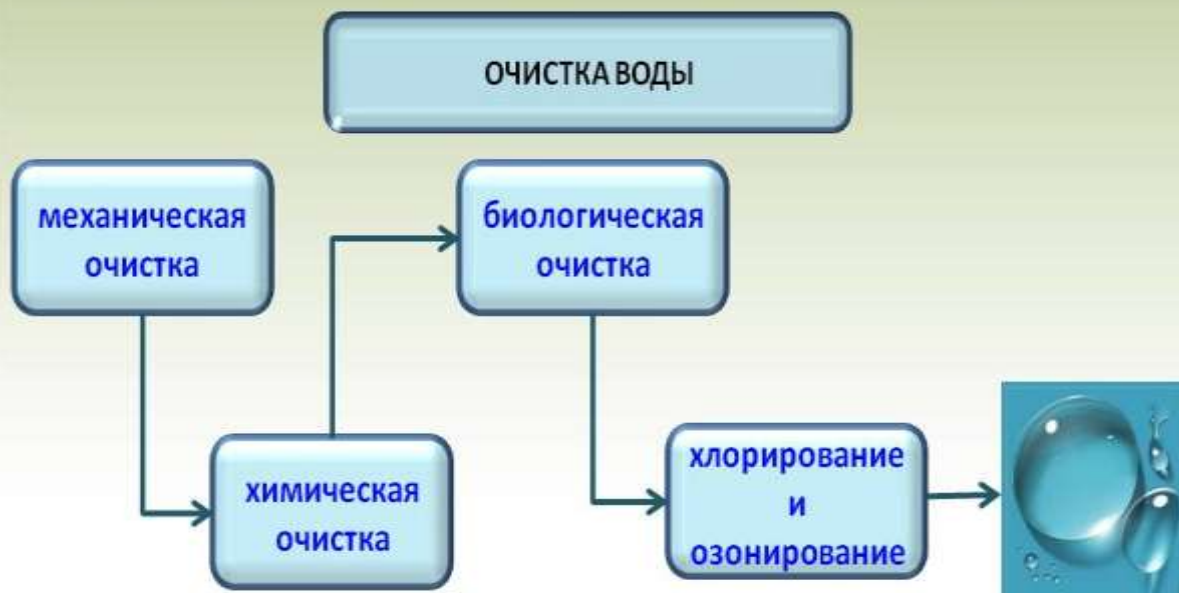 ОЧИСТКА ВОДЫ
механическая
очистка
химическая
очистка
биологическая
очистка
хлорирование
и
озонирование